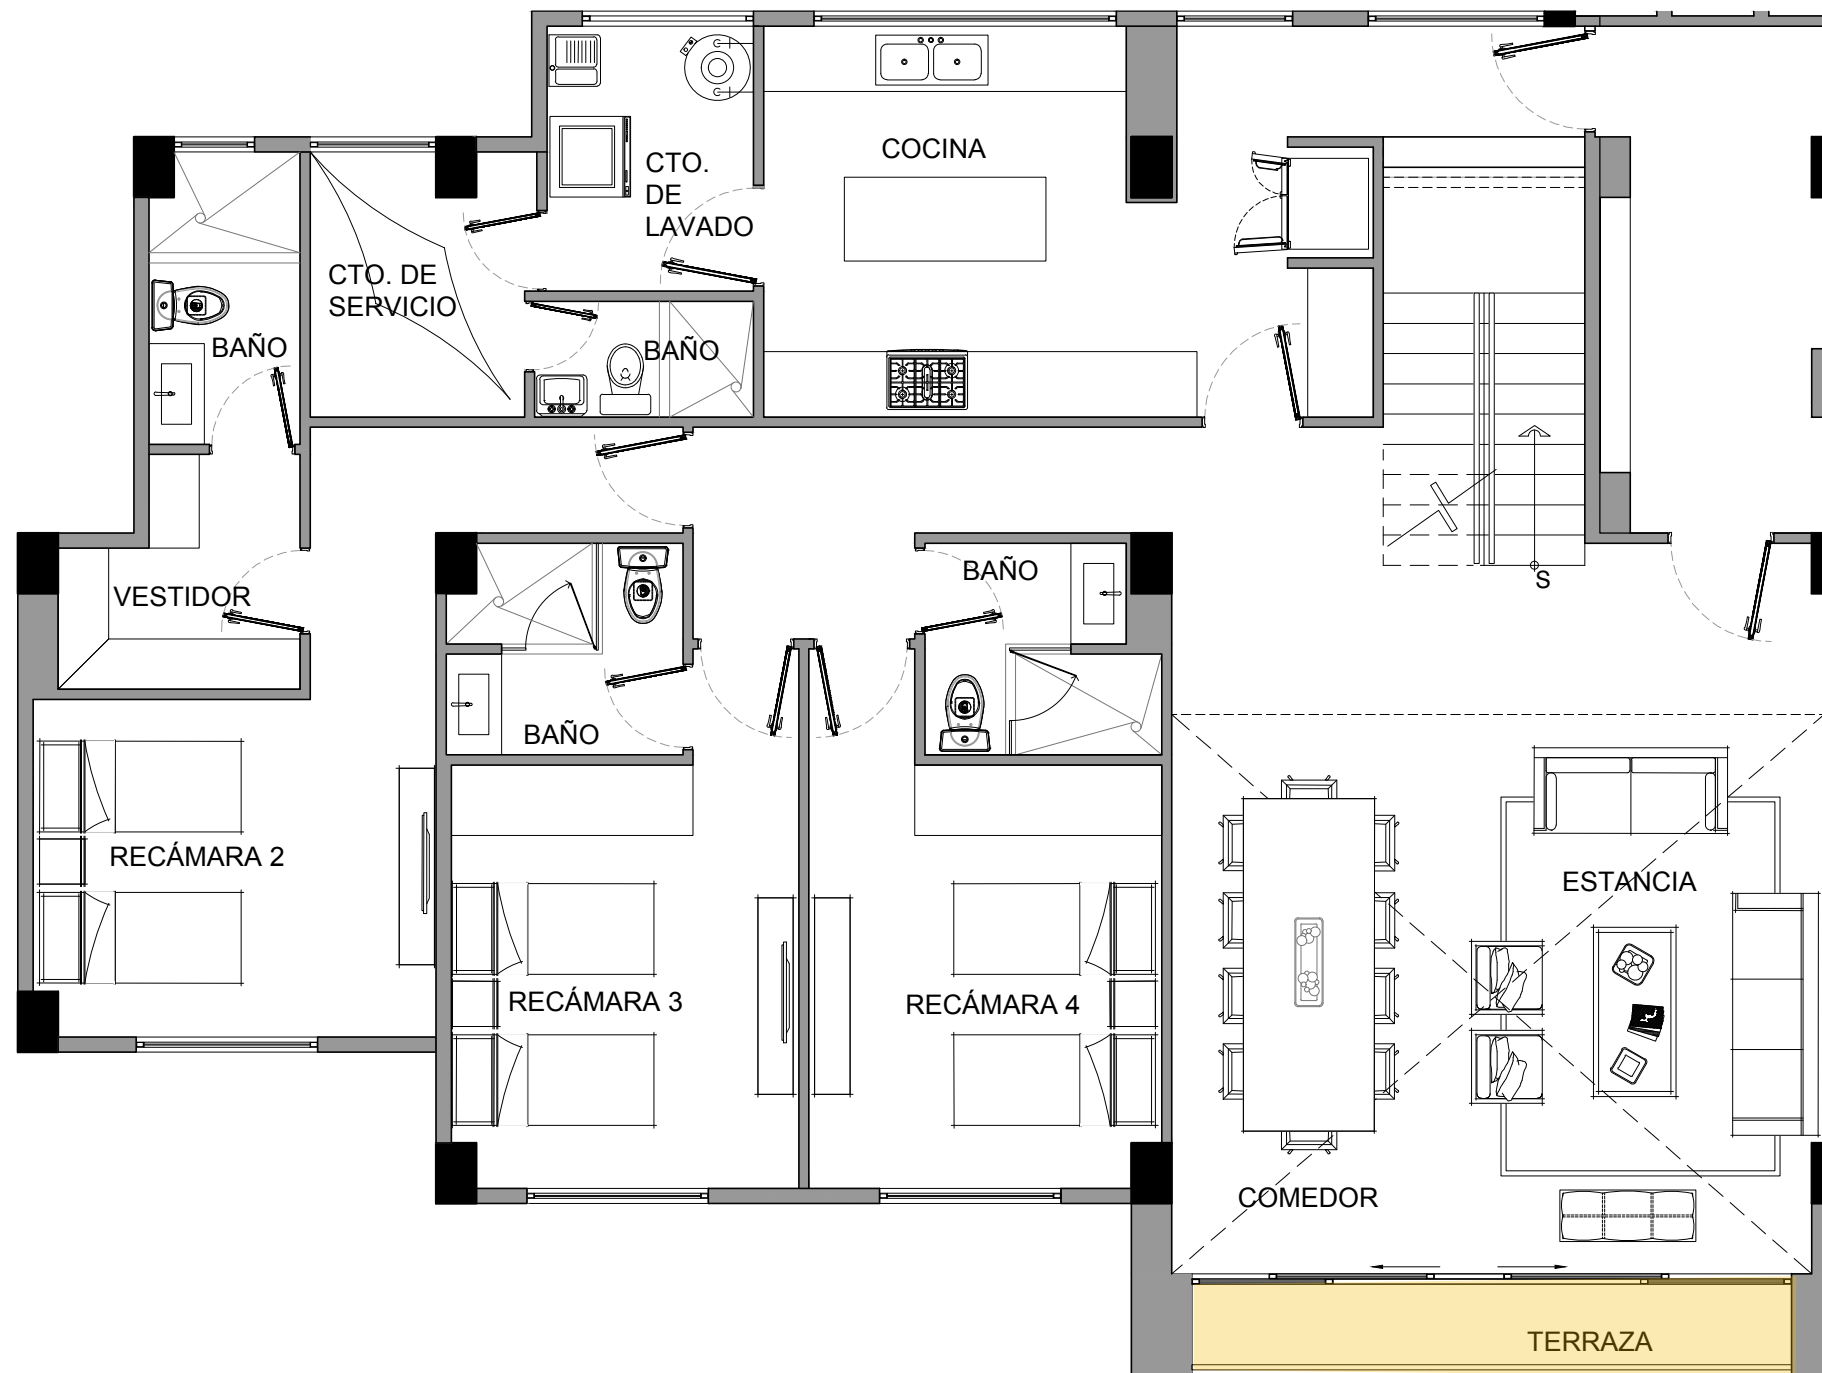 COCINA
CTO.
DE
LAVADO
CTO. DE
SERVICIO
BAÑO
BAÑO
VESTIDOR
BAÑO
S
BAÑO
RECÁMARA 2
ESTANCIA
RECÁMARA 3
RECÁMARA 4
COMEDOR
TERRAZA